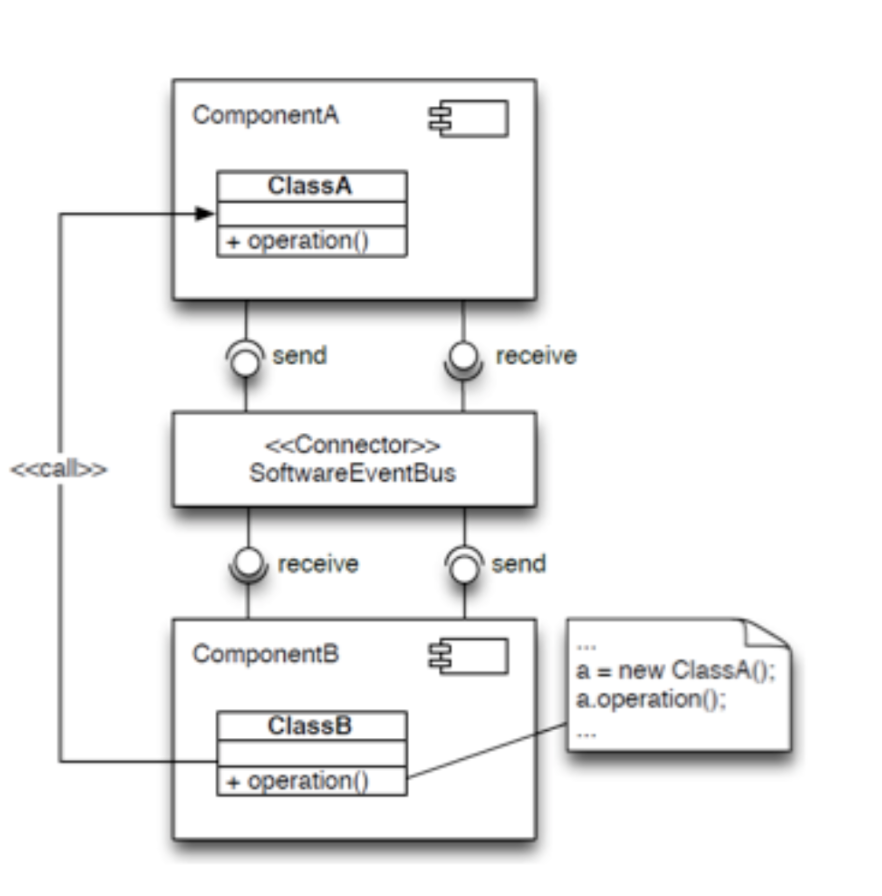 ComponentA
ClassA
+ operation()
send
receive
<<Connector>>
SoftwareEventBus
<<call>>
receive
send
ComponentB
ClassB
+ operation()
...
a = new ClassA();
a.operation();
...